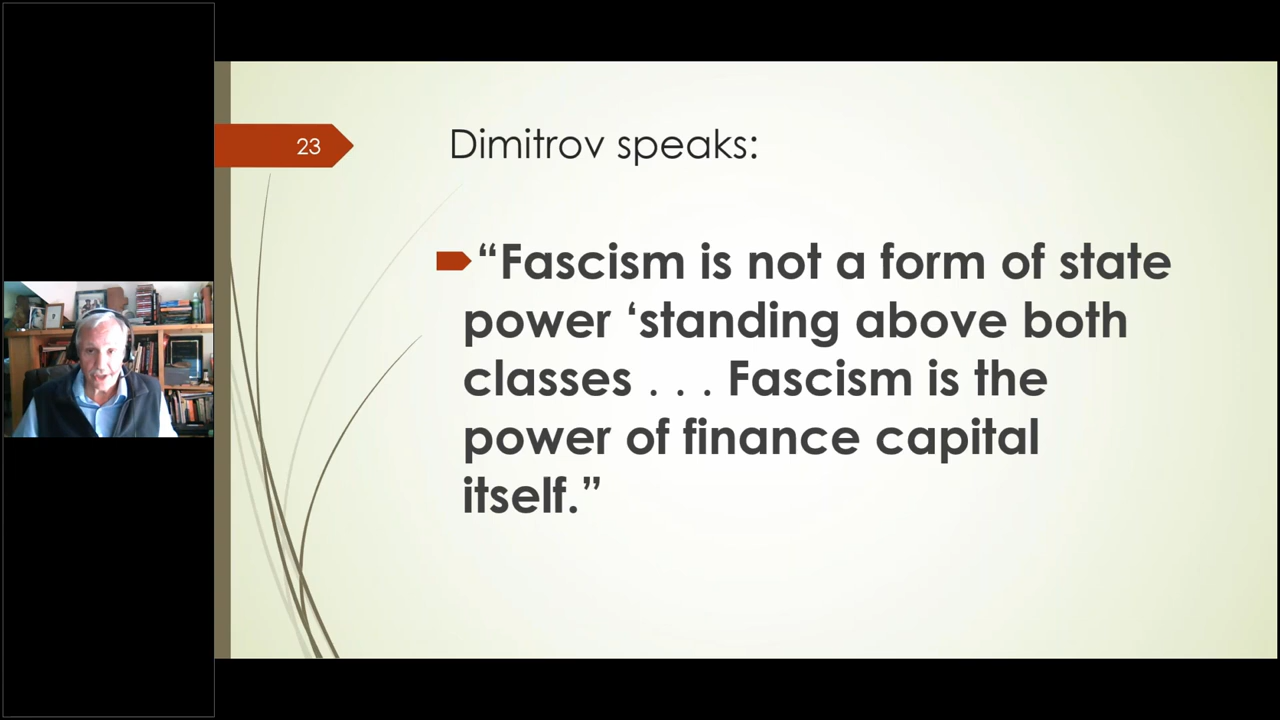 23
Dimitrov speaks:
“Fascism is not a form of state
power ‘standing above both
classes . . . Fascism is the
power of finance capital
itself.”